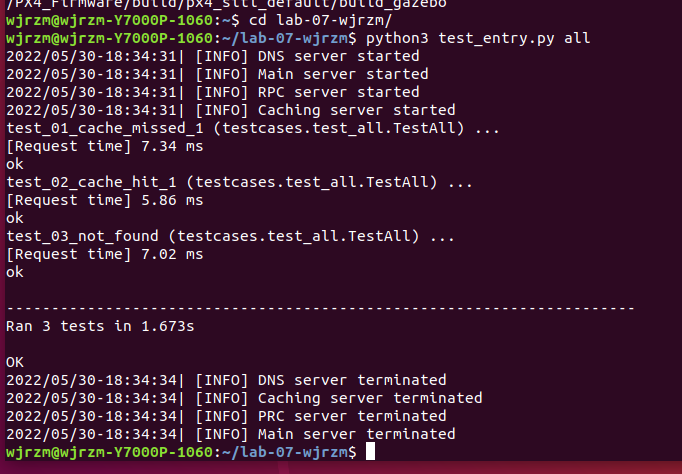 /PX4_Firmware/build/px4_sitl_default/build_gazebo
wjrzm@wjrzm-Y7000P-1060:~$ cd lab-07-wjrzm/
wjrzm@wjrzm-Y7000P-1060:~/lab-07-wjrzm$ python3 test_entry.py all
2022/05/30-18:34:31| [INFO] DNS server started
2022/05/30-18:34:31| [INFO] Main server started
2022/05/30-18:34:31| [INFO] RPC server started
2022/05/30-18:34:31| [INFO] Caching server started
test_01_cache_missed_1 (testcases.test_all.TestAll) ...
[Request time] 7.34 ms
ok
test_02_cache_hit_1 (testcases.test_all.TestAll) ...
[Request time] 5.86 ms
ok
test_03_not_found (testcases.test_all.TestAll) ...
[Request time] 7.02 ms
ok
----------------------------------------------------------------------
Ran 3 tests in 1.673s
OK
2022/05/30-18:34:34| [INFO] DNS server terminated
2022/05/30-18:34:34| [INFO] Caching server terminated
2022/05/30-18:34:34| [INFO] PRC server terminated
2022/05/30-18:34:34| [INFO] Main server terminated
wjrzm@wjrzm-Y7000P-1060:~/lab-07-wjrzm$